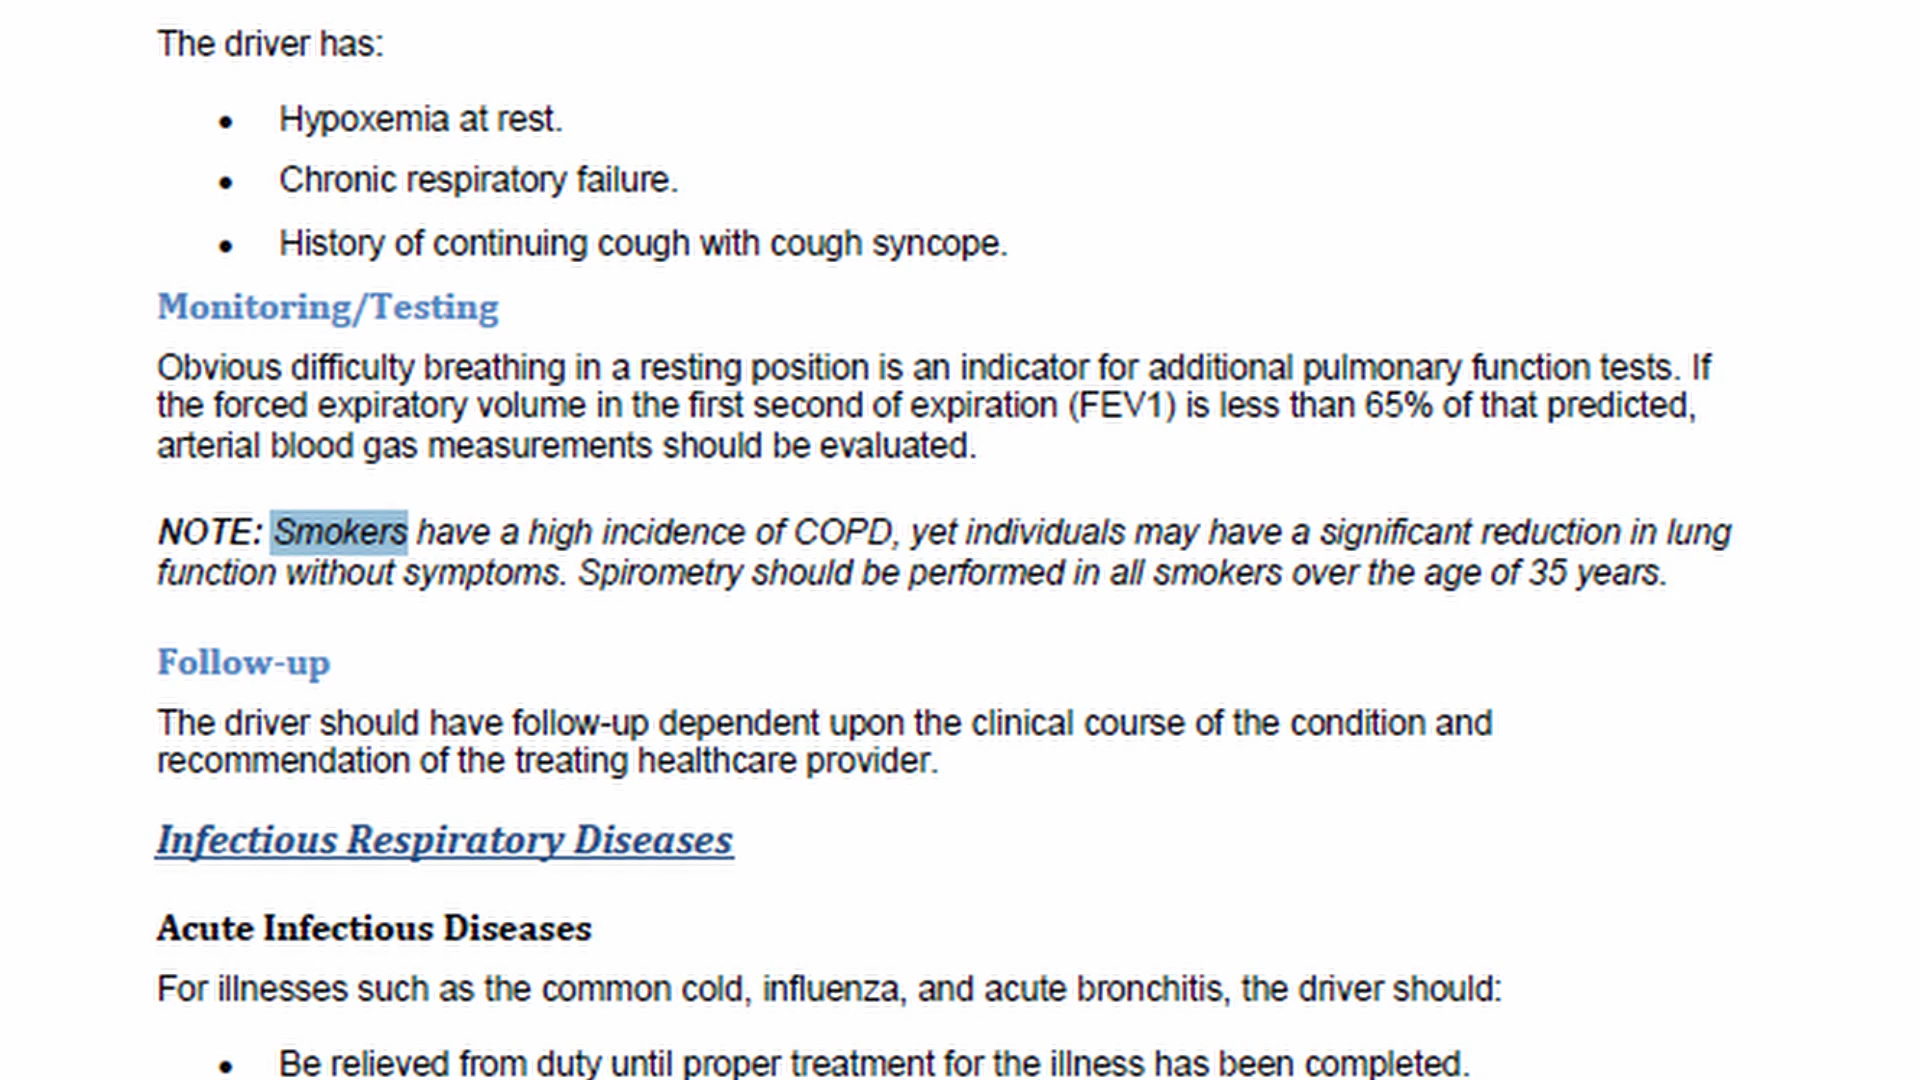 The driver has:
• Hypoxemia at rest.
• Chronic respiratory failure.
• History of continuing cough with cough syncope.
Monitoring/Testing
Obvious difficulty breathing in a resting position is an indicator for additional pulmonary function tests. If
the forced expiratory volume in the first second of expiration (FEV1) is less than 65% of that predicted,
arterial blood gas measurements should be evaluated.
NOTE: Smokers have a high incidence of COPD, yet individuals may have a significant reduction in lung
function without symptoms. Spirometry should be performed in all smokers over the age of 35 years.
Follow-up
The driver should have follow-up dependent upon the clinical course of the condition and
recommendation of the treating healthcare provider.
Infectious Respiratory Diseases
Acute Infectious Diseases
For illnesses such as the common cold, influenza, and acute bronchitis, the driver should:
• Be relieved from duty until proper treatment for the illness has been completed.